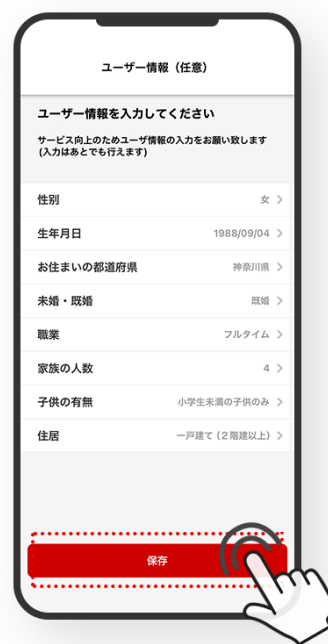 ユーザー情報（任意）
ユーザー情報を入力してください
サービス向上のためユーザ情報の入力をお願い致します
(入力はあとでも行えます)
性別 女
生年月日 1988/09/04
お住まいの都道府県 神奈川県
未婚・既婚 既婚
職業 フルタイム
家族の人数 4
子供の有無 小学生未満の子供のみ
住居 一戸建て（２階建以上）
保存